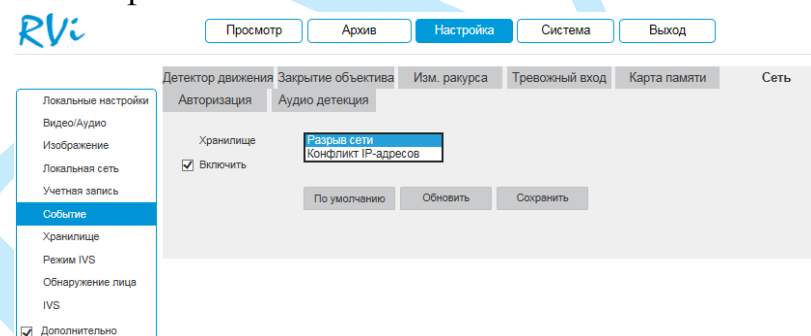 RVi
Просмотр Архив Настройка Система Выход
Детектор движения Закрытие объектива Изм. ракурса Тревожный вход Карта памяти Сеть
Авторизация Аудио детекция
Локальные настройки
Видео/Аудио
Изображение
Локальная сеть
Учетная запись
Событие
Хранилище
Режим IVS
Обнаружение лица
IVS
Дополнительно
Хранилище Разрыв сети
Конфликт IP-адресов
Включить
По умолчанию Обновить Сохранить